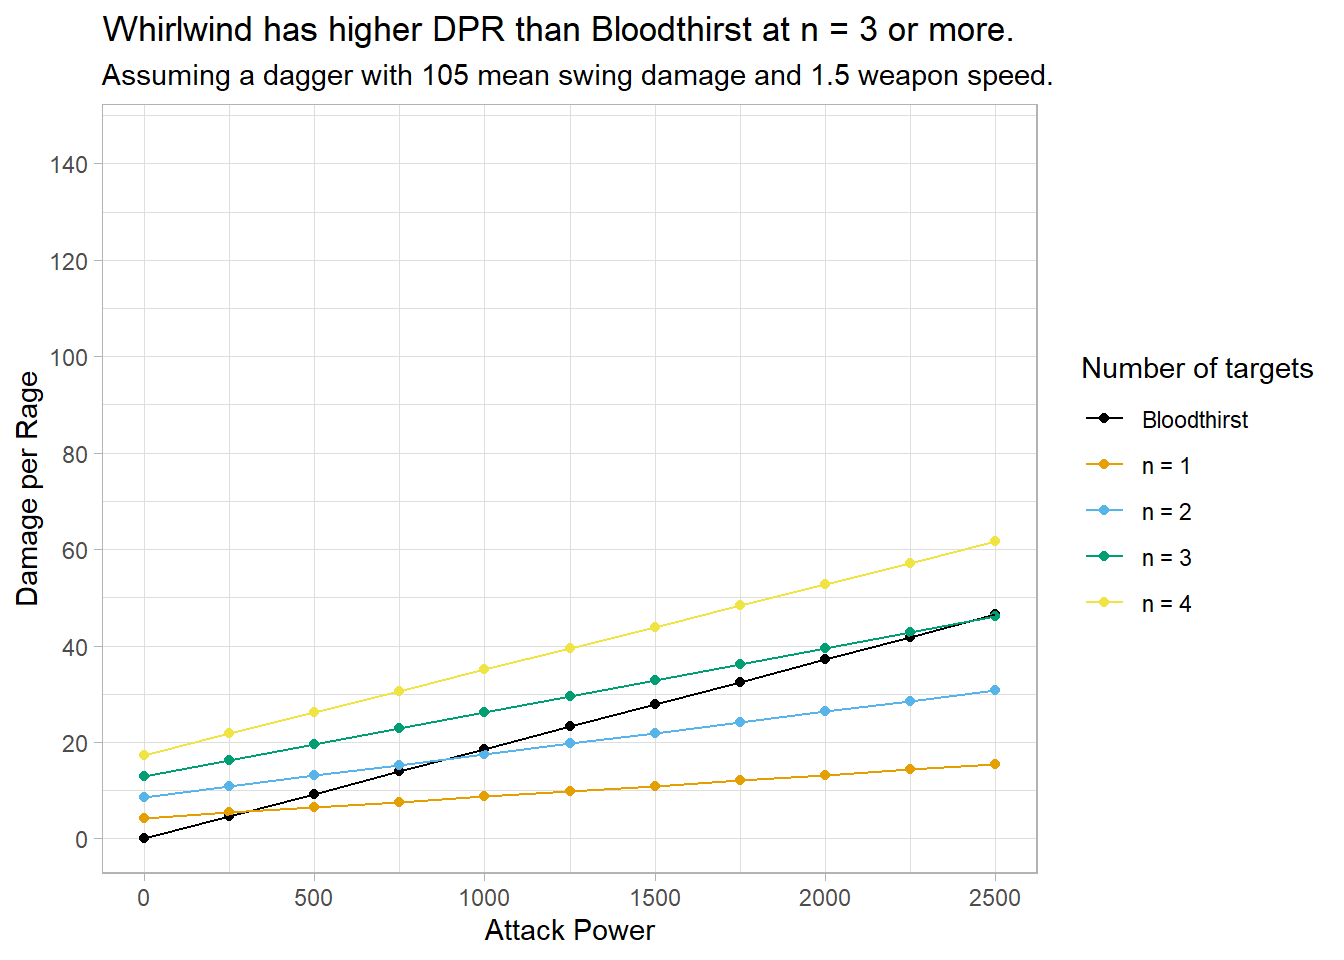 Whirlwind has higher DPR than Bloodthirst at n = 3 or more.
Assuming a dagger with 105 mean swing damage and 1.5 weapon speed.
140
120
100
80
60
40
20
0
Damage per Rage
0
500
1000
1500
2000
2500
Attack Power
Number of targets
Bloodthirst
n = 1
n = 2
n = 3
n = 4